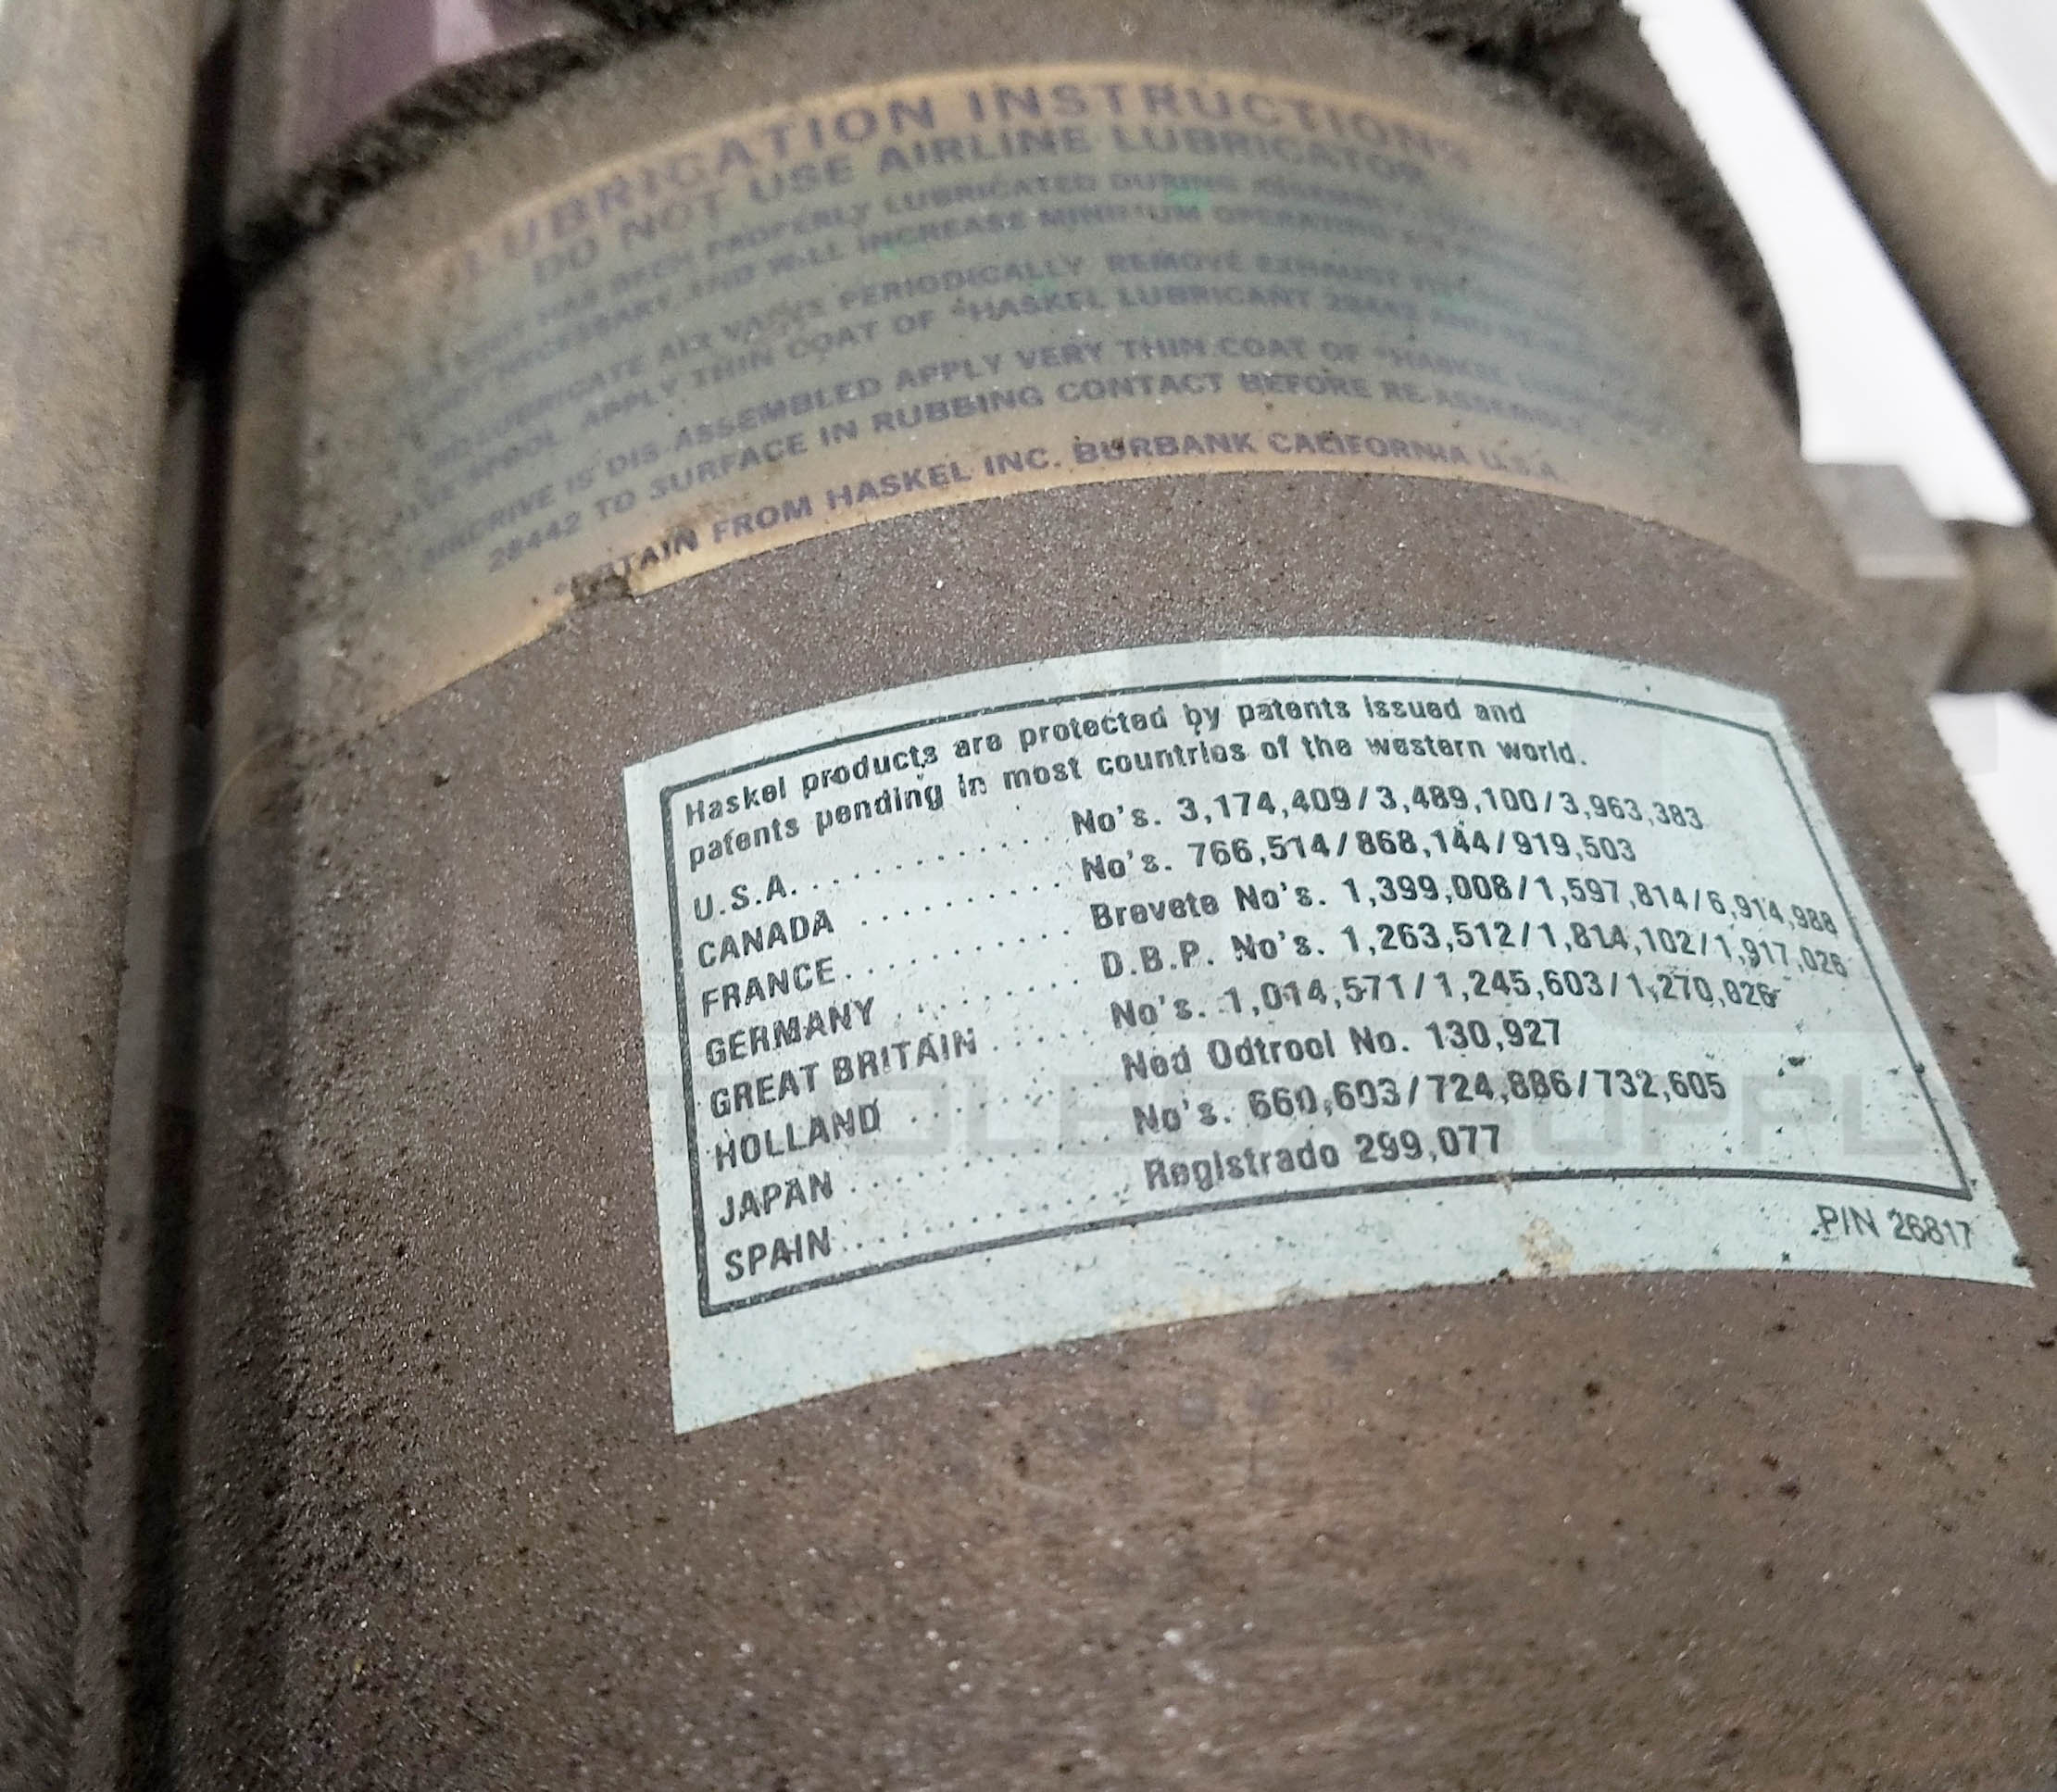 LUBRICATION INSTRUCTIONS
DO NOT USE AIRLINE LUBRICATOR
HAS BEEN PROPERLY LUBRICATED DURING ASSEMBLY
NOT NECESSARY AND WILL INCREASE MINIMUM OPERATING
LUBRICATE AIR PERIODICALLY REMOVE EXHAUST
SPOOL. APPLY THIN COAT OF *HASKEL LUBRICANT 28442 AND
AIRDRIVE IS DIS-ASSEMBLED APPLY VERY THIN COAT OF *HASKEL LUBRICANT
28442 TO SURFACE IN RUBBING CONTACT BEFORE RE-ASSEMBLY
*OBTAIN FROM HASKEL INC. BURBANK CALIFORNIA U.S.A.
Haskel products are protected by patents issued and
patents pending in most countries of the western world.
U.S.A. . . . . . . . . . . . . No's. 3,174,409/3,489,100/3,963,383
CANADA . . . . . . . . . . . No's. 766,514/868,144/919,503
FRANCE . . . . . . . . . . . Brevete No's. 1,399,008/1,597,814/6,914,988
GERMANY . . . . . . . . . D.B.P. No's. 1,263,512/1,814,102/1,917,026
GREAT BRITAIN . . . . . No's. 1,014,571/1,245,603/1,270,826
HOLLAND . . . . . . . . . Ned Odtrool No. 130,927
JAPAN . . . . . . . . . . . . No's. 660,603/724,886/732,605
SPAIN . . . . . . . . . . . . . Registrado 299,077
P/N 26817